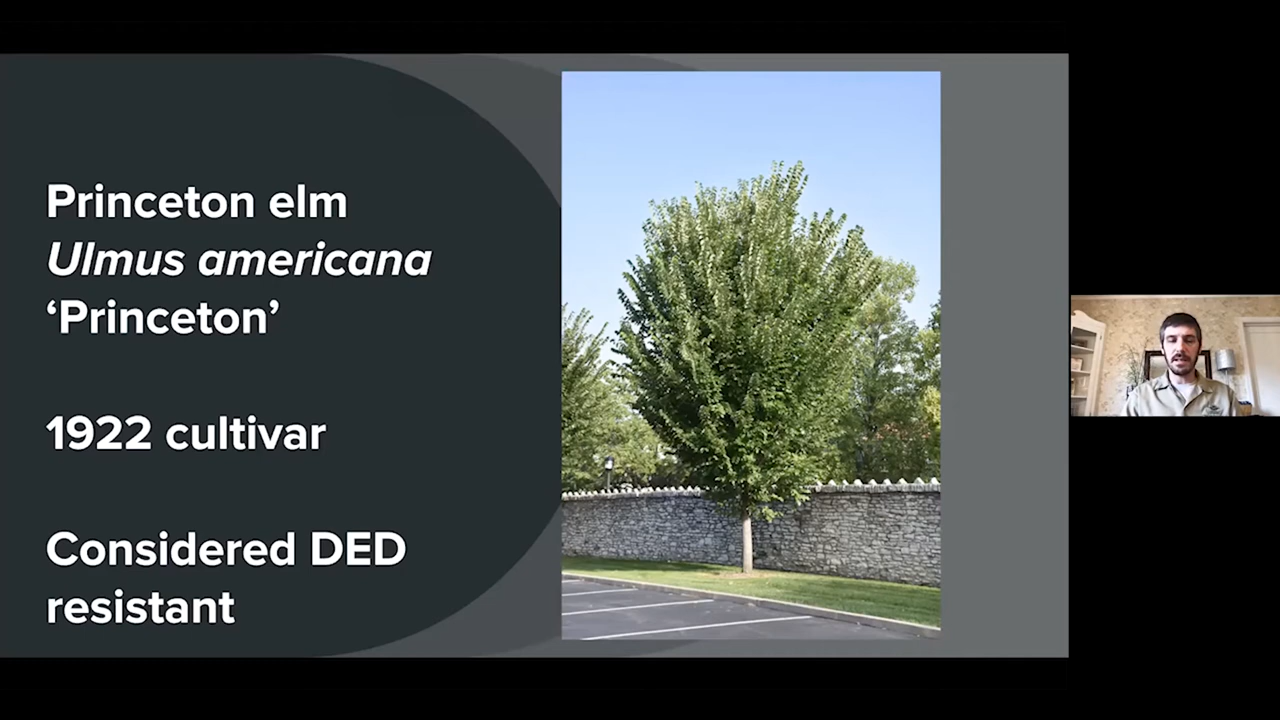 Princeton elm
Ulmus americana
‘Princeton’
1922 cultivar
Considered DED
resistant